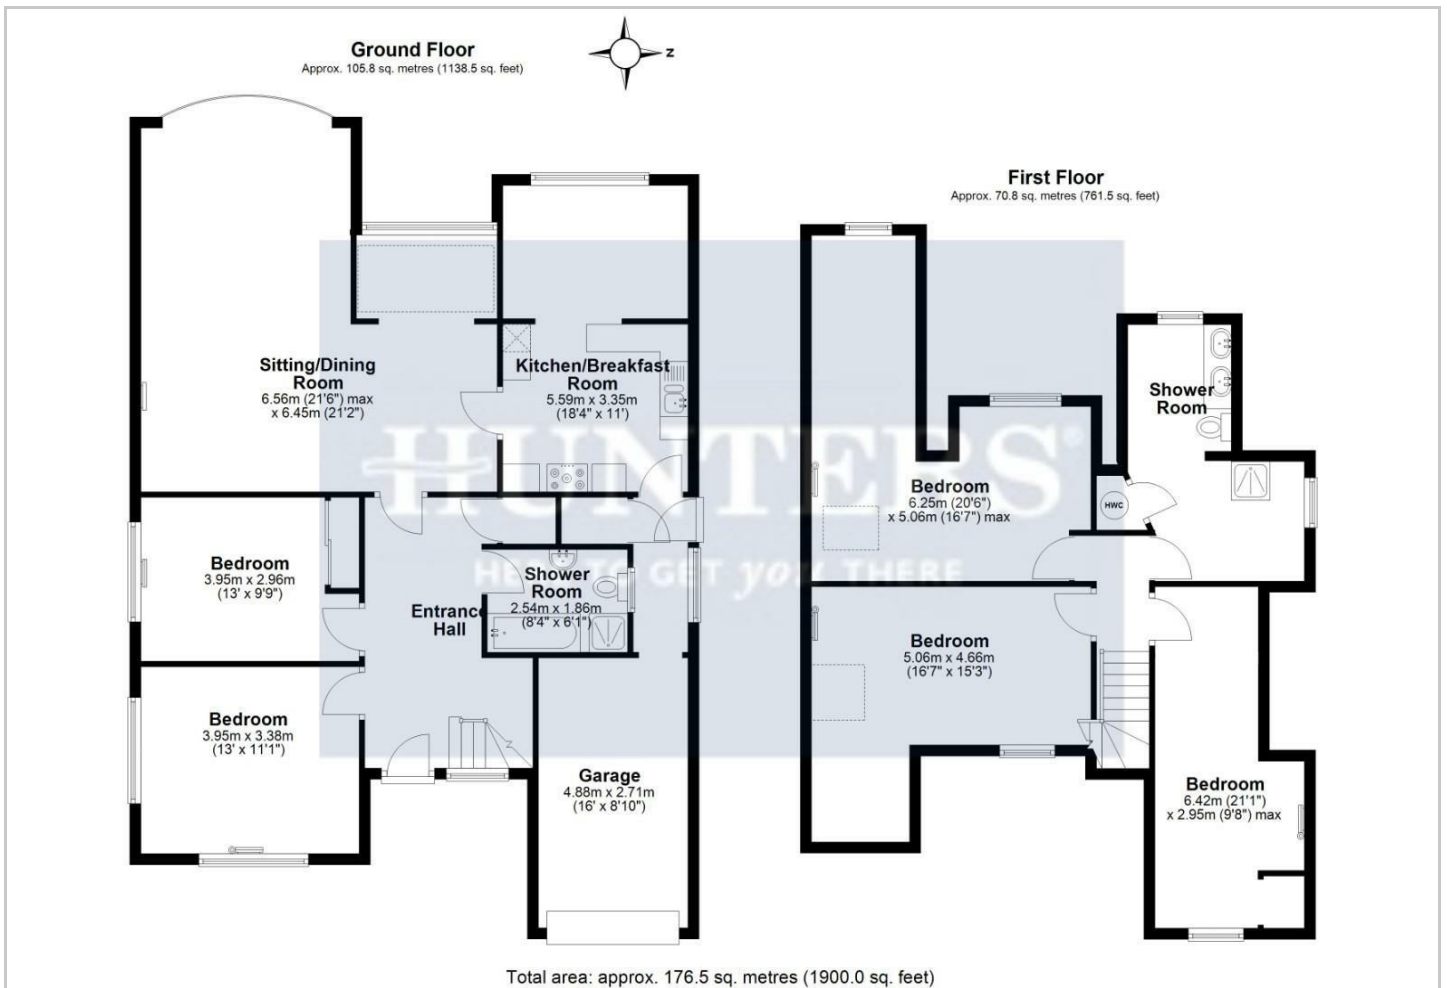 Ground Floor
Approx. 105.8 sq. metres (1138.5 sq. feet)
Z
First Floor
Approx. 70.8 sq. metres (761.5 sq. feet)
Sitting/Dining
Room
6.56m (21'6") max
x 6.45m (21'2")
Kitchen/Breakfast
Room
5.59m x 3.35m
(18'4" x 11')
Shower
Room
HUNTERS®
HERE TO GET you THERE
Bedroom
6.25m (20'6")
x 5.06m (16'7") max
HWC
Bedroom
3.95m x 2.96m
(13' x 9'9")
Shower
Room
2.54m x 1.86m
(8'4" x 6'1")
Entrance
Hall
Bedroom
5.06m x 4.66m
(16'7" x 15'3")
Bedroom
3.95m x 3.38m
(13' x 11'1")
Garage
4.88m x 2.71m
(16' x 8'10")
Bedroom
6.42m (21'1")
x 2.95m (9'8") max
Total area: approx. 176.5 sq. metres (1900.0 sq. feet)